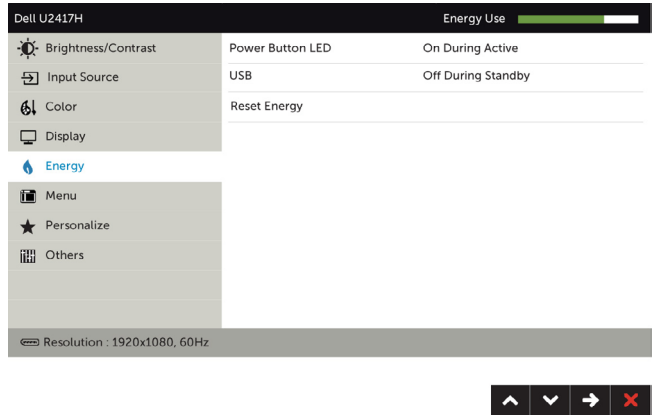 Dell U2417H Energy Use
Brightness/Contrast Power Button LED On During Active
Input Source USB Off During Standby
Color Reset Energy
Display
Energy
Menu
Personalize
Others
Resolution : 1920x1080, 60Hz